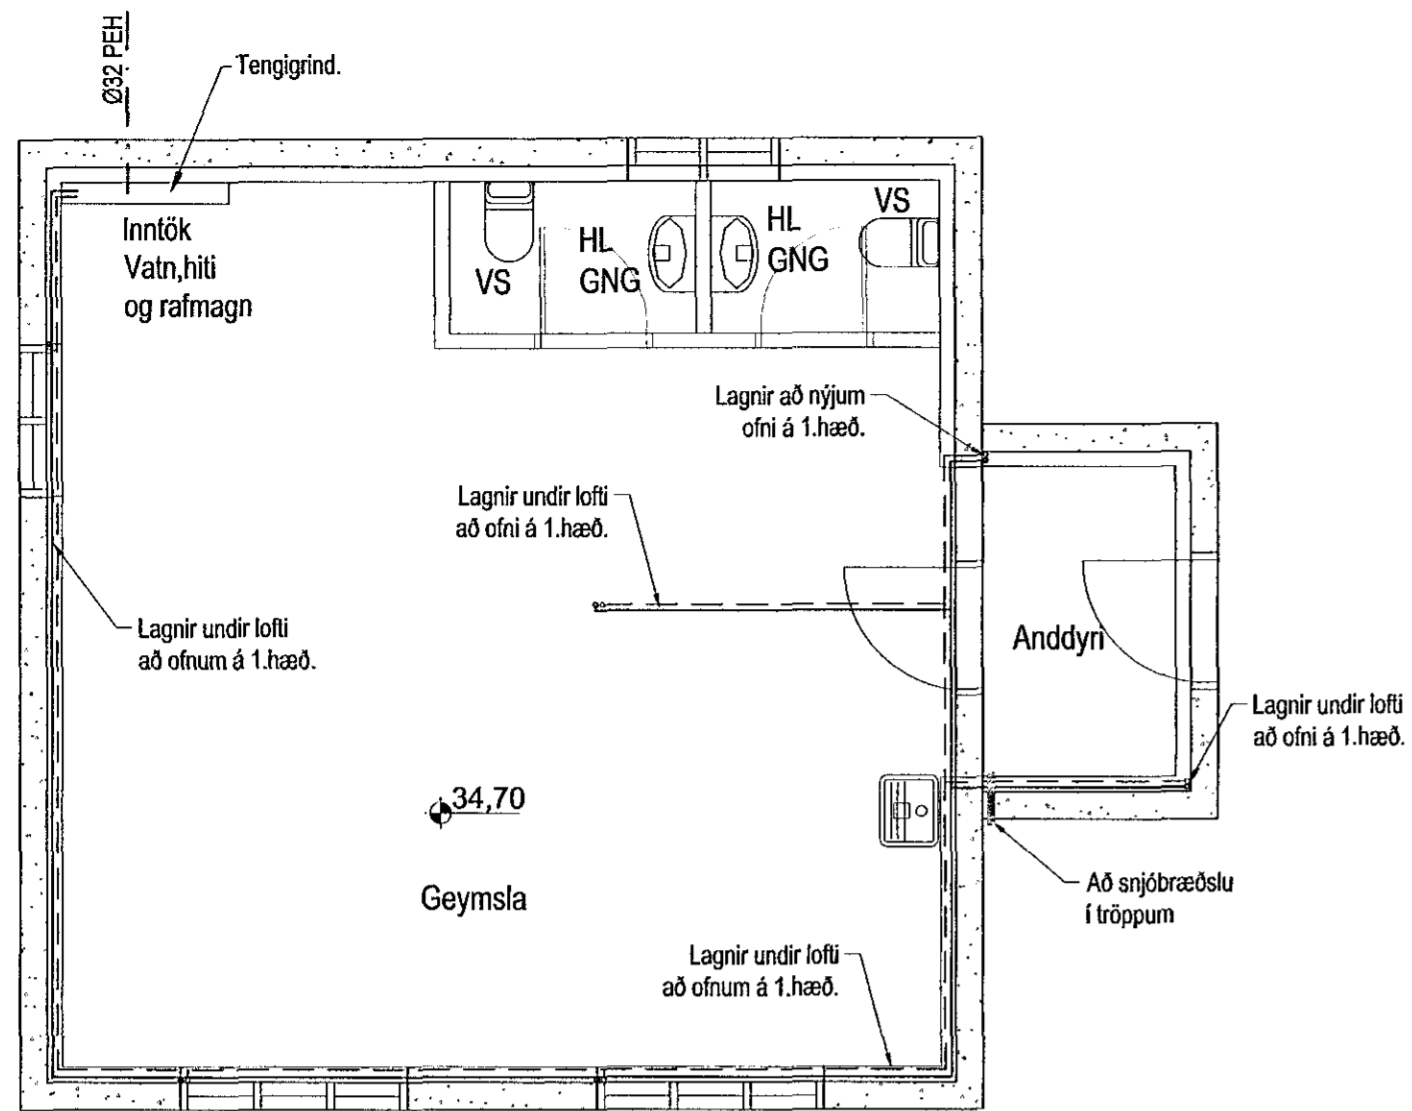 Ø32 PEH
Tengigrind.
Inntök
Vatn,hiti
og rafmagn
VS
HL
GNG
HL
GNG
VS
Lagnir að nýjum
ofni á 1.hæð.
Lagnir undir lofti
að ofni á 1.hæð.
Lagnir undir lofti
að ofnum á 1.hæð.
Anddyri
Lagnir undir lofti
að ofni á 1.hæð.
34,70
Geymsla
Að snjóbræðslu
í tröppum
Lagnir undir lofti
að ofnum á 1.hæð.